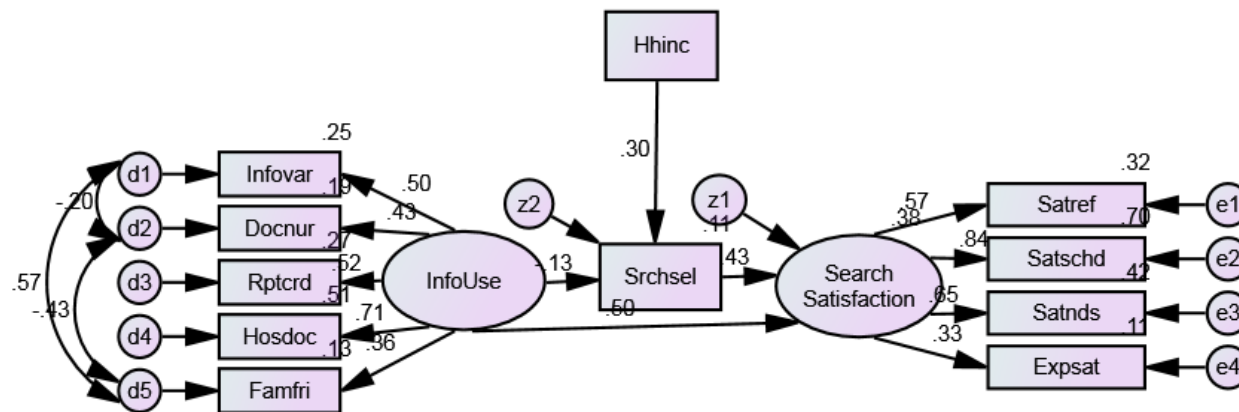 Hhinc
.25
.30
.32
d1
Infovar
.19
.50
-.20
z2
z1
.57
Satref
e1
.43
.11
.38
.70
d2
Docnur
.27
.84
Satschd
e2
.52
-.13
.43
.42
d3
Rptcrd
InfoUse
Srchsel
Search
Satisfaction
.57
.51
.65
-.43
.71
.50
Satnds
e3
d4
Hosdoc
.13
.36
.33
.11
d5
Famfri
Expsat
e4